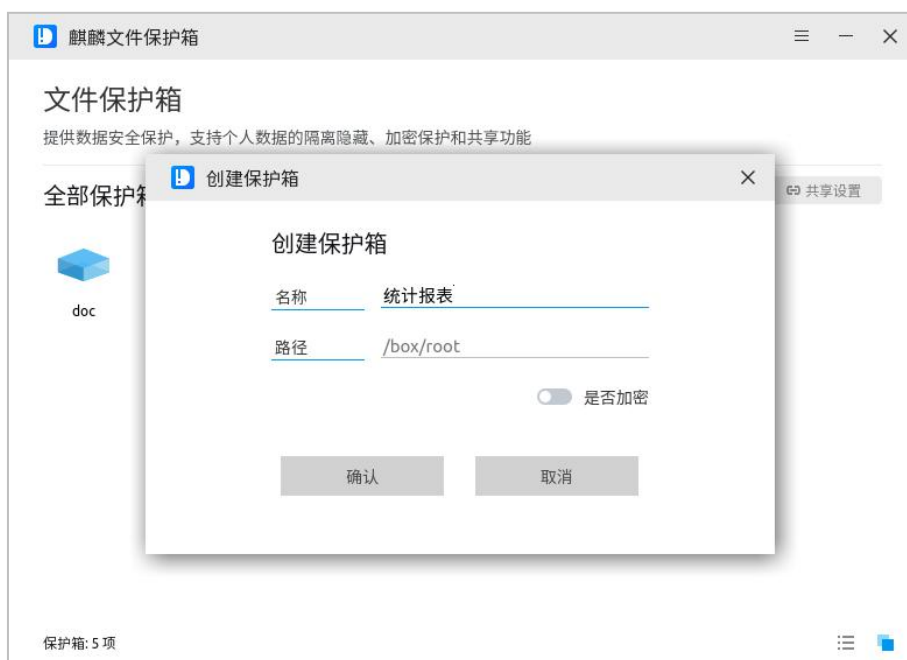 麒麟文件保护箱
文件保护箱
提供数据安全保护，支持个人数据的隔离隐藏、加密保护和共享功能
全部保护箱
共享设置
创建保护箱
创建保护箱
名称 统计报表
路径 /box/root
是否加密
确认 取消
doc
保护箱: 5 项